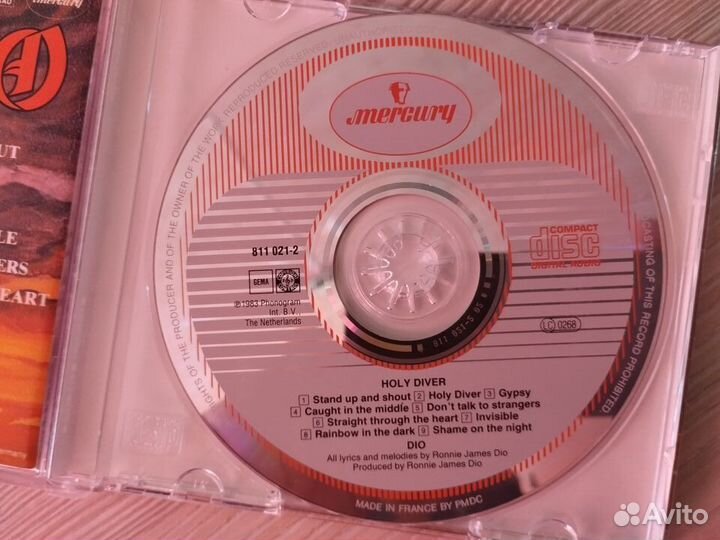 mercury
UT
LE
ERS
HEART
GHTS OF THE PRODUCER AND OF THE OWNER OF THE WORK REPRODUCED RESERVED. UNAUTHORISED
CASTING OF THIS RECORD PROHIBITED
mercury
811 021-2
GEMA
℗1983 Phonogram
Int. B.V.,
The Netherlands
COMPACT
disc
DIGITAL AUDIO
LC 0268
HOLY DIVER
1 Stand up and shout 2 Holy Diver 3 Gypsy
4 Caught in the middle 5 Don't talk to strangers
6 Straight through the heart 7 Invisible
8 Rainbow in the dark 9 Shame on the night
DIO
All lyrics and melodies by Ronnie James Dio
Produced by Ronnie James Dio
MADE IN FRANCE BY PMDC
Avito